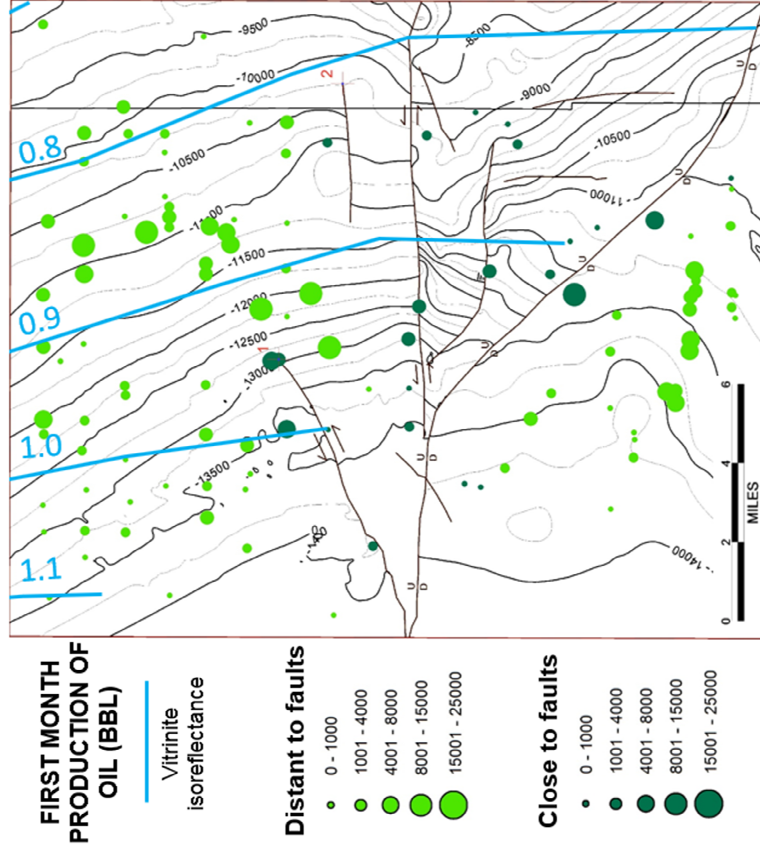 -9500
-8500
2
-10000
-9000
U
D
0.8
-10500
-10500
U
D
-11000
11000
-11500
U
D
0.9
-12000
-12500
1
U
D
-13000
1.0
-13500
U
D
1.1
-14000
U
D
0 2 4 6
MILES
FIRST MONTH
PRODUCTION OF
OIL (BBL)
Vitrinite
isoreflectance
Distant to faults
0 - 1000
1001 - 4000
4001 - 8000
8001 - 15000
15001 - 25000
Close to faults
0 - 1000
1001 - 4000
4001 - 8000
8001 - 15000
15001 - 25000